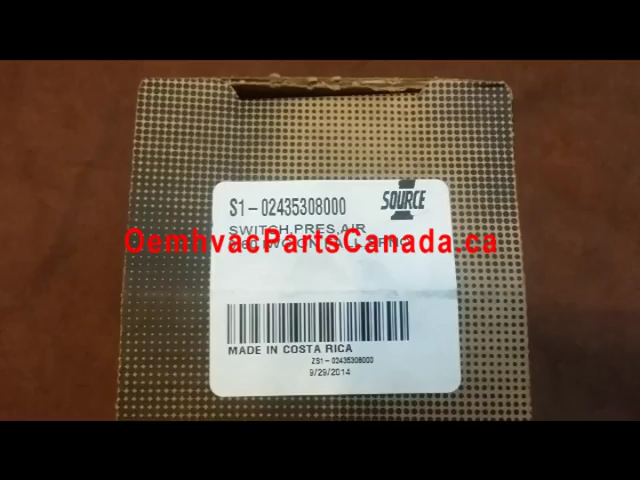 S1-02435308000
SOURCE 1
SWITCH,PRES,AIR
OemhvacPartsCanada.ca
MADE IN COSTA RICA
ZS1-02435308000
9/29/2014